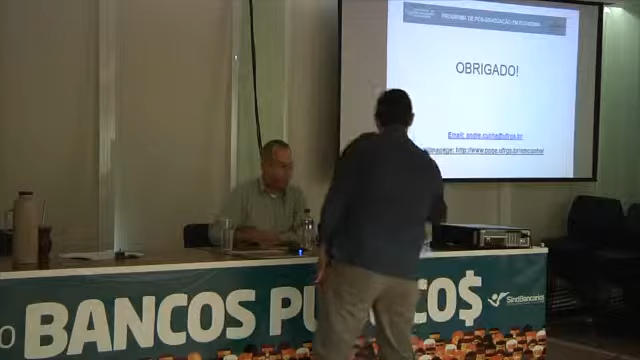 PROGRAMA DE PÓS-GRADUAÇÃO EM ECONOMIA
OBRIGADO!
Email: andre.cunha@ufrgs.br
http://www.ppge.ufrgs.br/amcunha/
O BANCOS PU CO$
SindBancários